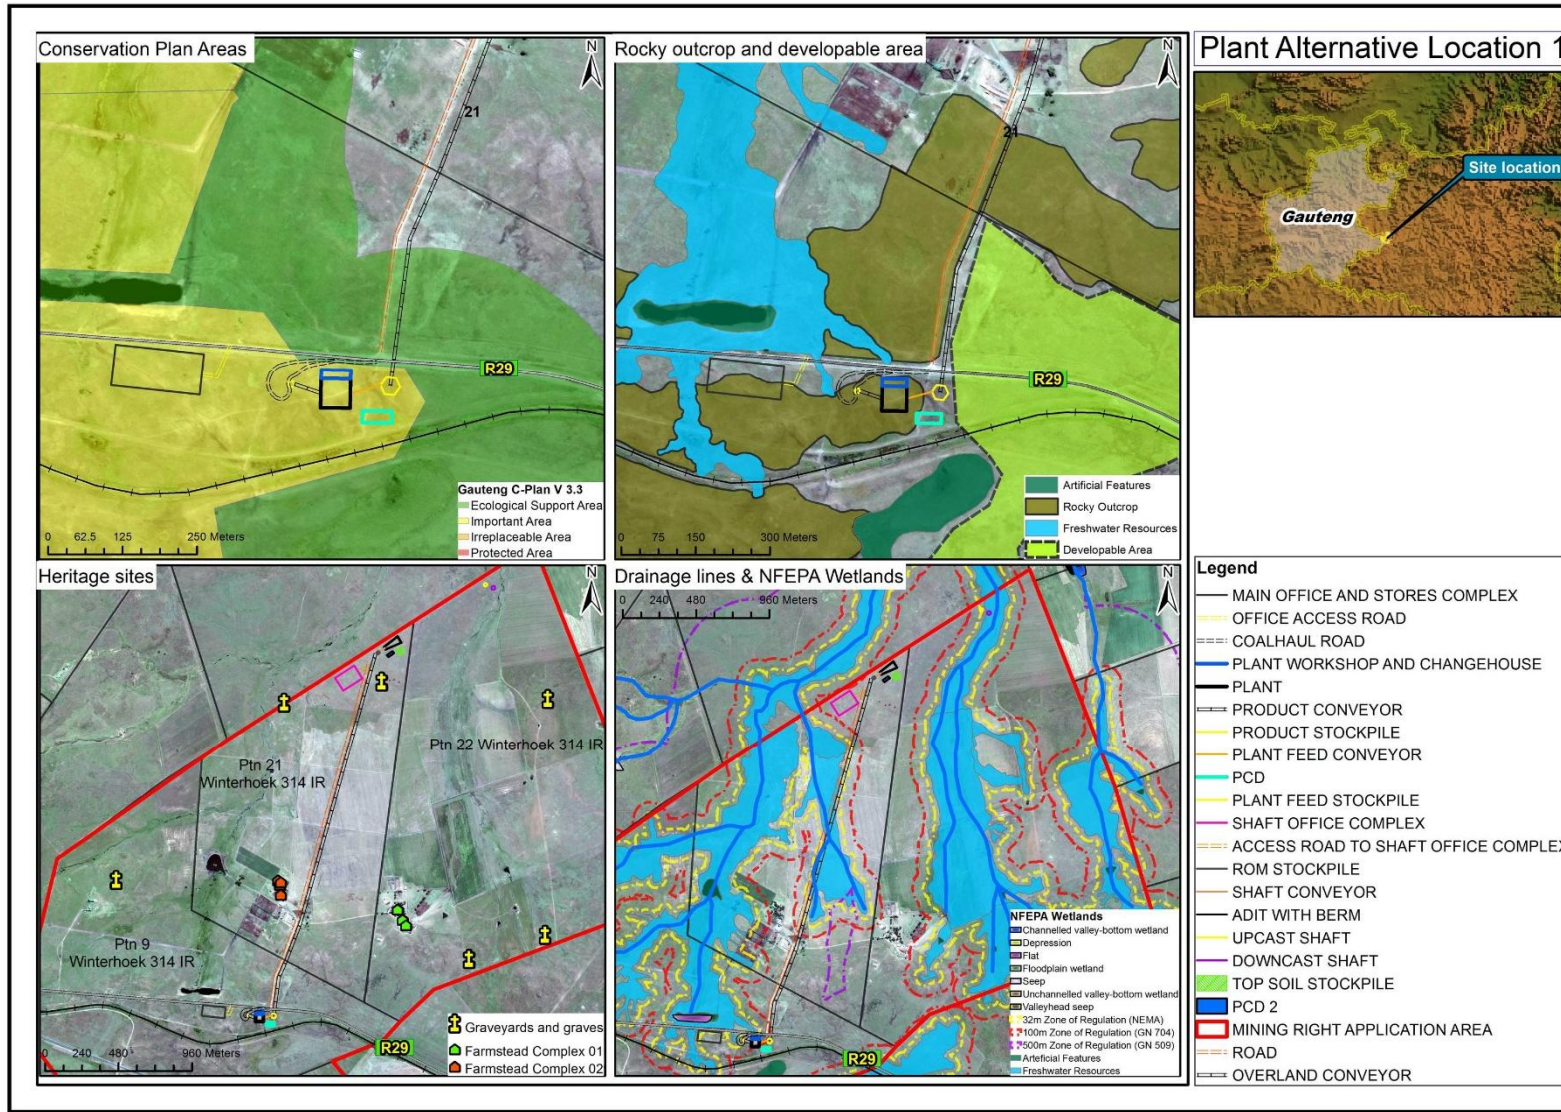 Conservation Plan Areas
N
21
R29
Gauteng C-Plan V 3.3
Ecological Support Area
Important Area
Irreplaceable Area
Protected Area
0 62.5 125 250 Meters
Rocky outcrop and developable area
N
21
R29
Artificial Features
Rocky Outcrop
Freshwater Resources
Developable Area
0 75 150 300 Meters
Plant Alternative Location 1
Site location
Gauteng
Heritage sites
N
Ptn 21
Winterhoek 314 IR
Ptn 22 Winterhoek 314 IR
Ptn 9
Winterhoek 314 IR
R29
0 240 480 960 Meters
Graveyards and graves
Farmstead Complex 01
Farmstead Complex 02
Drainage lines & NFEPA Wetlands
0 240 480 960 Meters
N
R29
NFEPA Wetlands
Channelled valley-bottom wetland
Depression
Flat
Floodplain wetland
Seep
Unchannelled valley-bottom wetland
Valleyhead seep
32m Zone of Regulation (NEMA)
100m Zone of Regulation (GN 704)
500m Zone of Regulation (GN 509)
Arteficial Features
Freshwater Resources
Legend
MAIN OFFICE AND STORES COMPLEX
OFFICE ACCESS ROAD
COALHAUL ROAD
PLANT WORKSHOP AND CHANGEHOUSE
PLANT
PRODUCT CONVEYOR
PRODUCT STOCKPILE
PLANT FEED CONVEYOR
PCD
PLANT FEED STOCKPILE
SHAFT OFFICE COMPLEX
ACCESS ROAD TO SHAFT OFFICE COMPLEX
ROM STOCKPILE
SHAFT CONVEYOR
ADIT WITH BERM
UPCAST SHAFT
DOWNCAST SHAFT
TOP SOIL STOCKPILE
PCD 2
MINING RIGHT APPLICATION AREA
ROAD
OVERLAND CONVEYOR